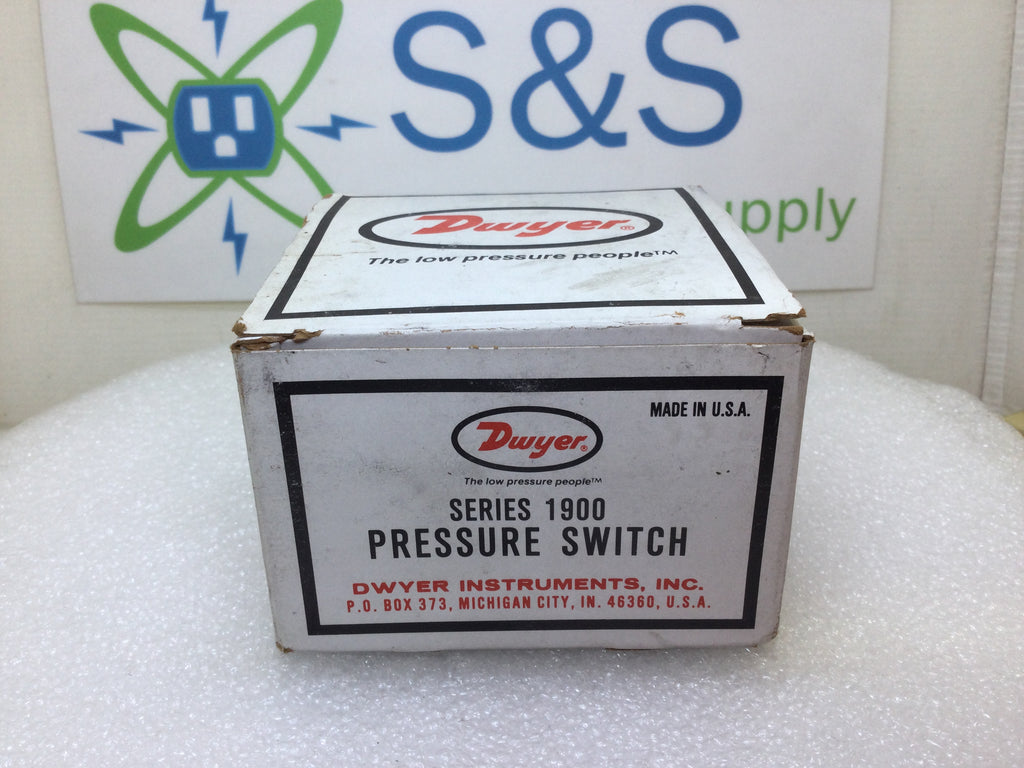 S&S
upply
Dwyer®
The low pressure people™
MADE IN U.S.A.
Dwyer®
The low pressure people™
SERIES 1900
PRESSURE SWITCH
DWYER INSTRUMENTS, INC.
P.O. BOX 373, MICHIGAN CITY, IN. 46360, U.S.A.